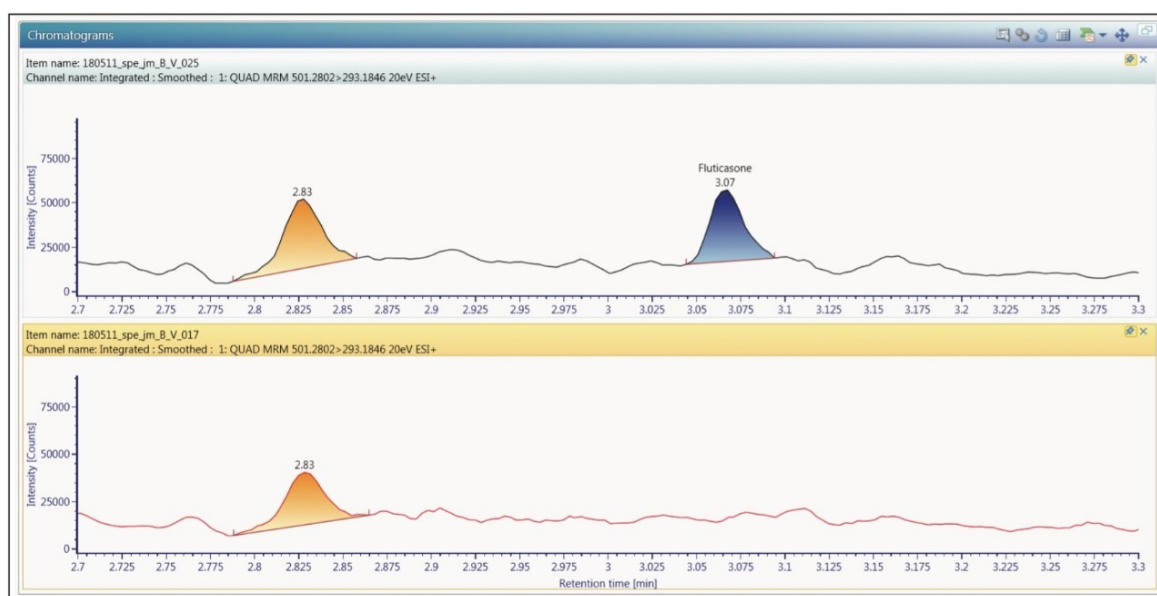 Chromatograms
Item name: 180511_spe_jm_B_V_025
Channel name: Integrated : Smoothed : 1: QUAD MRM 501.2802>293.1846 20eV ESI+
Intensity [Counts]
75000
50000
25000
0
2.83
Fluticasone
3.07
2.7 2.725 2.75 2.775 2.8 2.825 2.85 2.875 2.9 2.925 2.95 2.975 3 3.025 3.05 3.075 3.1 3.125 3.15 3.175 3.2 3.225 3.25 3.275 3.3
Item name: 180511_spe_jm_B_V_017
Channel name: Integrated : Smoothed : 1: QUAD MRM 501.2802>293.1846 20eV ESI+
Intensity [Counts]
75000
50000
25000
0
2.83
2.7 2.725 2.75 2.775 2.8 2.825 2.85 2.875 2.9 2.925 2.95 2.975 3 3.025 3.05 3.075 3.1 3.125 3.15 3.175 3.2 3.225 3.25 3.275 3.3
Retention time [min]